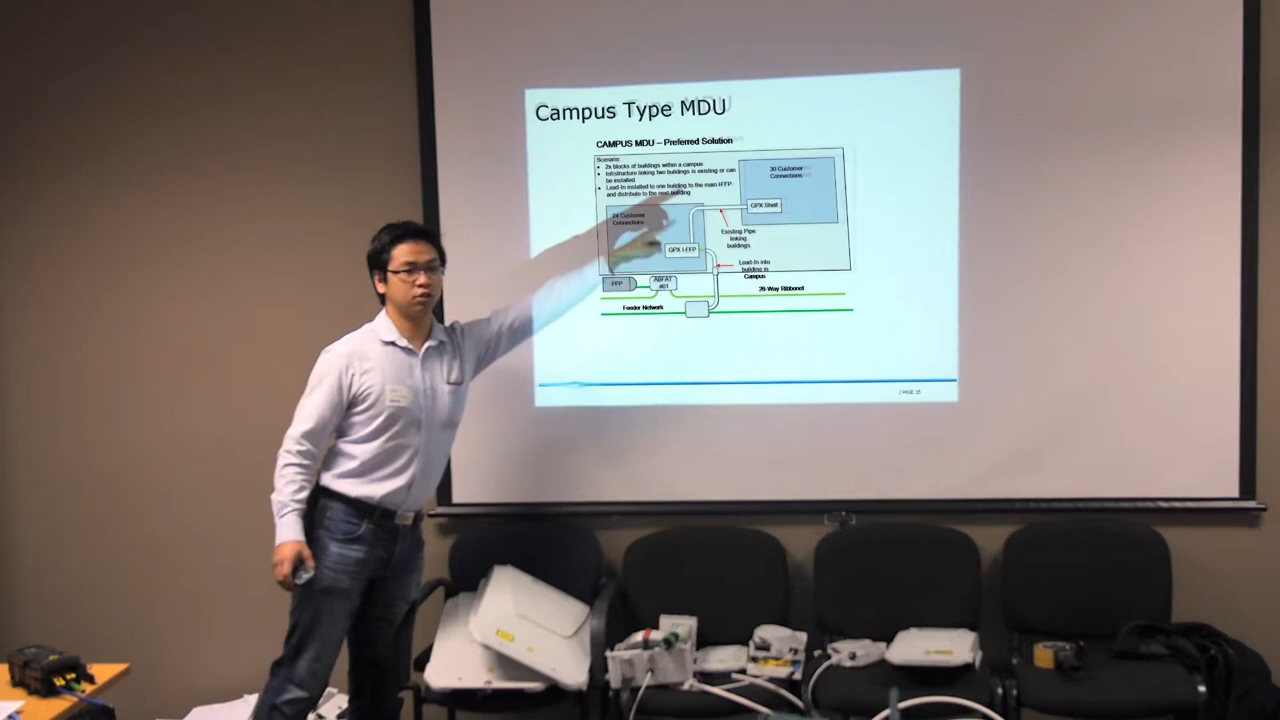 Campus Type MDU
CAMPUS MDU – Preferred Solution
Scenario:
• 2x blocks of buildings within a campus
• Infrstructure linking two buildings is existing or can
be installed.
• Lead-In installed to one building to the main I-FFP
and distribute to the next building
30 Customer
Connections
24 Customer
Connections
GPX Shelf
GPX I-FFP
Existing Pipe
linking
buildings
Lead-In into
building in
Campus
FFP
ABFAT
#01
26 Way Ribbonet
Feeder Network
/ PAGE 15